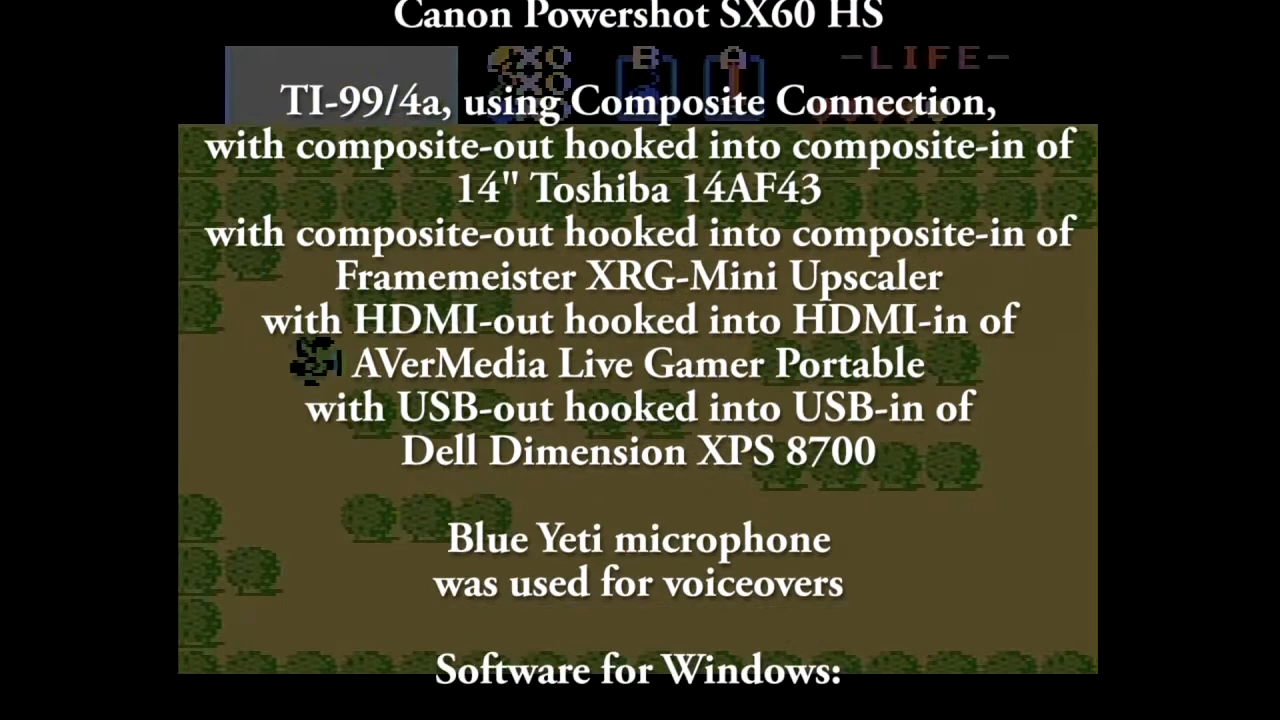 Canon Powershot SX60 HS
X0
B
A
-LIFE-
X0
TI-99/4a, using Composite Connection,
with composite-out hooked into composite-in of
14" Toshiba 14AF43
with composite-out hooked into composite-in of
Framemeister XRG-Mini Upscaler
with HDMI-out hooked into HDMI-in of
AVerMedia Live Gamer Portable
with USB-out hooked into USB-in of
Dell Dimension XPS 8700
Blue Yeti microphone
was used for voiceovers
Software for Windows: